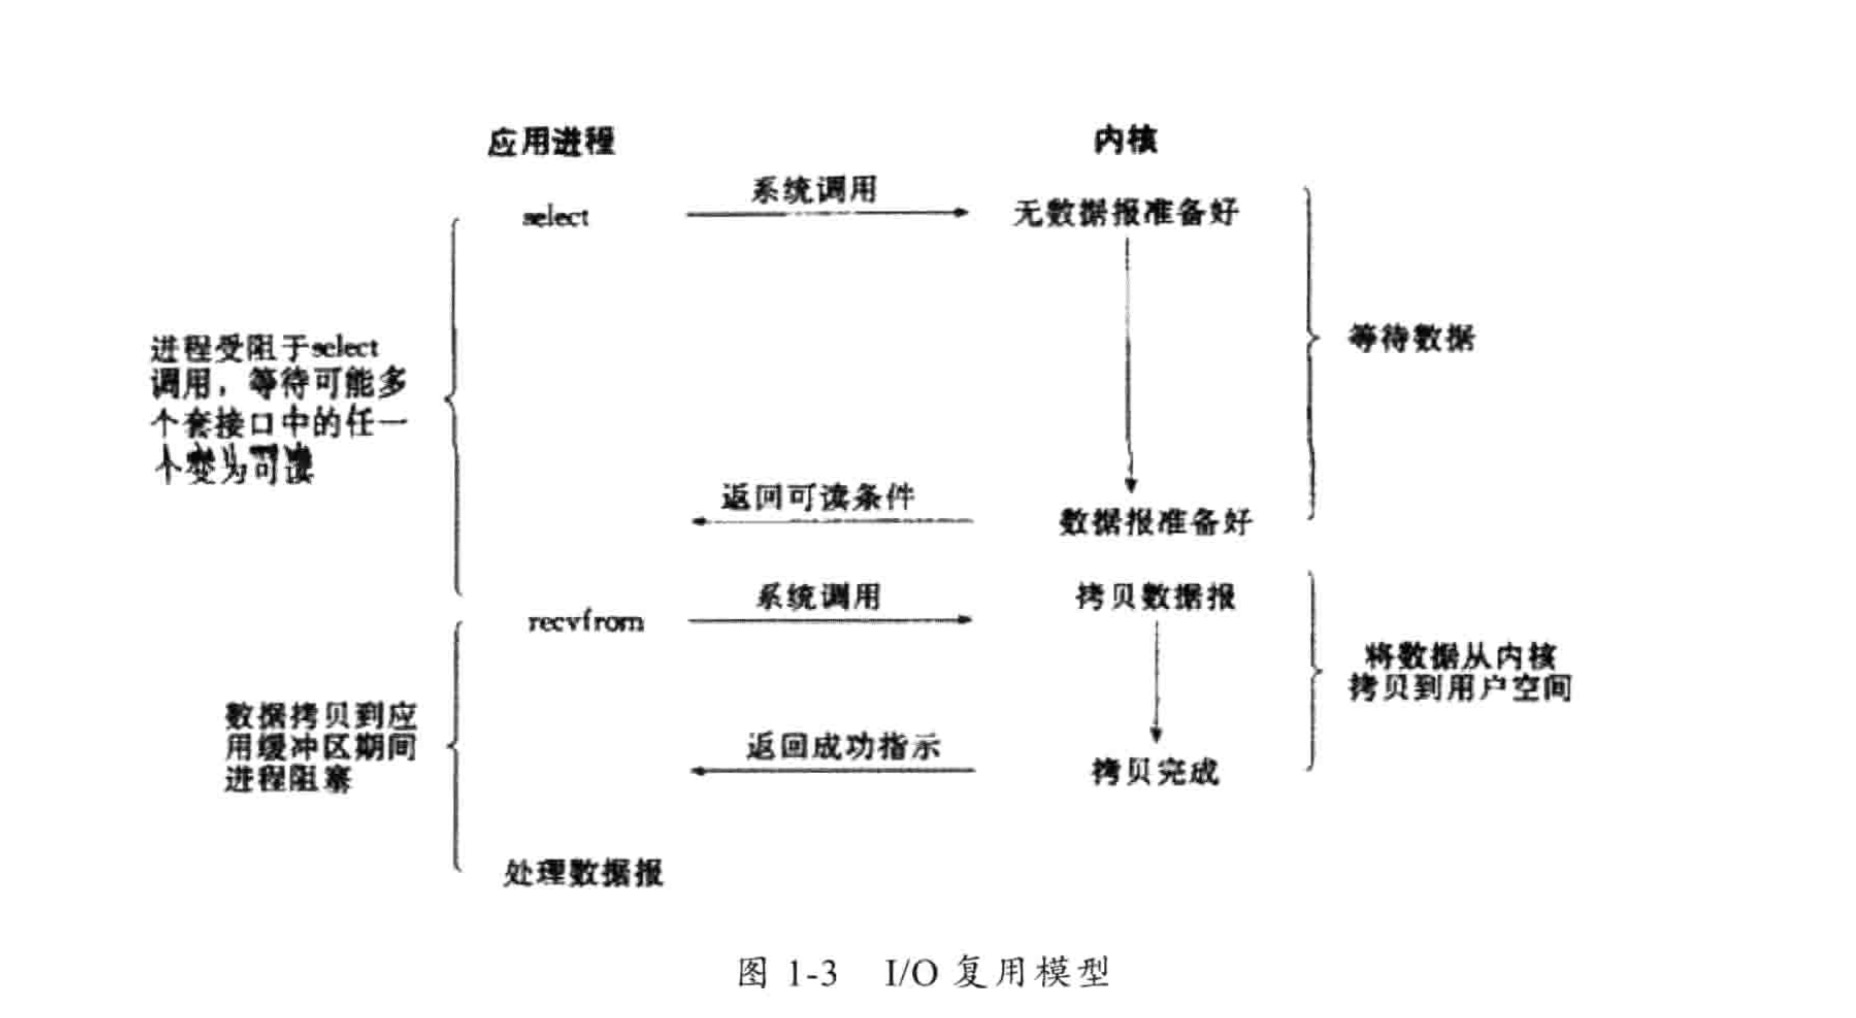 应用进程
内核
系统调用
select
无数据报准备好
进程受阻于select
调用，等待可能多
个套接口中的任一
个变为可读
等待数据
返回可读条件
数据报准备好
系统调用
recvfrom
拷贝数据报
将数据从内核
拷贝到用户空间
数据拷贝到应
用缓冲区期间
进程阻塞
返回成功指示
拷贝完成
处理数据报
图 1-3 I/O 复用模型